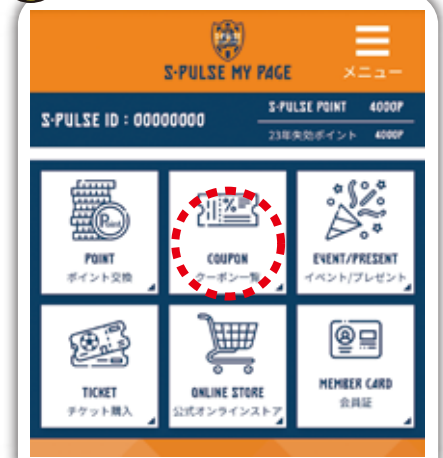 S-PULSE MY PAGE
メニュー
S-PULSE ID : 00000000
S-PULSE POINT 4000P
23年失効ポイント 4000P
POINT
ポイント交換
COUPON
クーポン一覧
EVENT/PRESENT
イベント/プレゼント
TICKET
チケット購入
ONLINE STORE
公式オンラインストア
MEMBER CARD
会員証